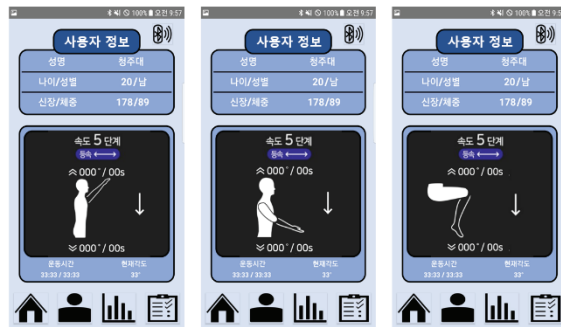 100% 오전 9:57
사용자 정보
성명 청주대
나이/성별 20/남
신장/체중 178/89
속도 5 단계
등속
000˚/ 00s
000˚/ 00s
운동시간 현재각도
33:33 / 33:33 33˚
100% 오전 9:57
사용자 정보
성명 청주대
나이/성별 20/남
신장/체중 178/89
속도 5 단계
등속
000˚/ 00s
000˚/ 00s
운동시간 현재각도
33:33 / 33:33 33˚
100% 오전 9:57
사용자 정보
성명 청주대
나이/성별 20/남
신장/체중 178/89
속도 5 단계
등속
000˚/ 00s
000˚/ 00s
운동시간 현재각도
33:33 / 33:33 33˚